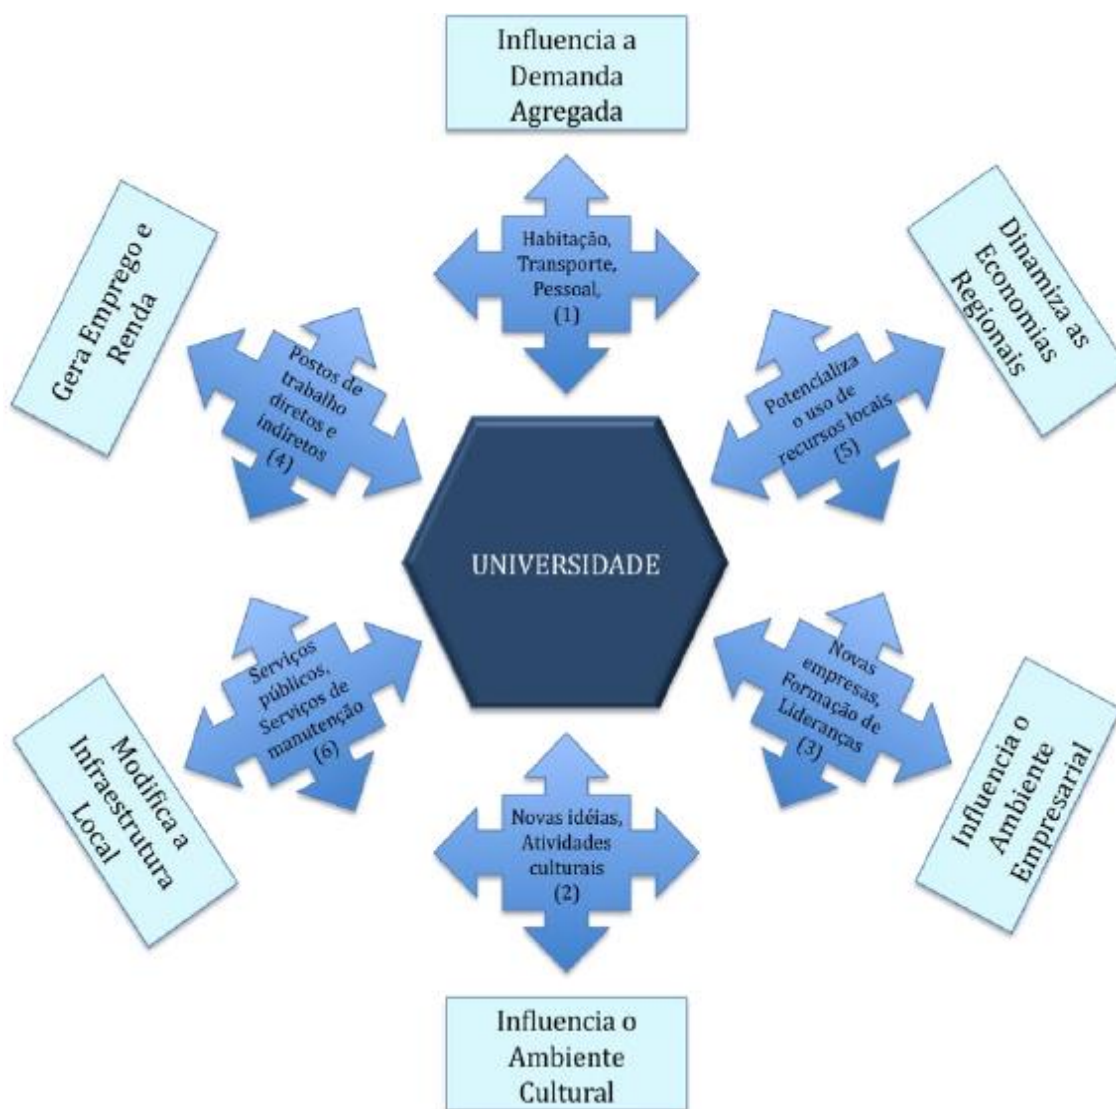 Influencia a
Demanda
Agregada
Habitação,
Transporte,
Pessoal,
(1)
Gera Emprego e
Renda
Postos de
trabalho
diretos e
indiretos
(4)
Potencializa
o uso de
recursos locais
(5)
Dinamiza as
Economias
Regionais
UNIVERSIDADE
Modifica a
Infraestrutura
Local
Serviços
públicos,
Serviços de
manutenção
(6)
Novas idéias,
Atividades
culturais
(2)
Novas
empresas,
Formação de
Lideranças
(3)
Influencia o
Ambiente
Empresarial
Influencia o
Ambiente
Cultural